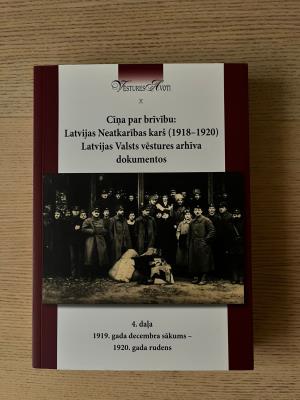 Vēstures Avoti
X
Cīņa par brīvību:
Latvijas Neatkarības karš (1918–1920)
Latvijas Valsts vēstures arhīva
dokumentos
4. daļa
1919. gada decembra sākums –
1920. gada rudens